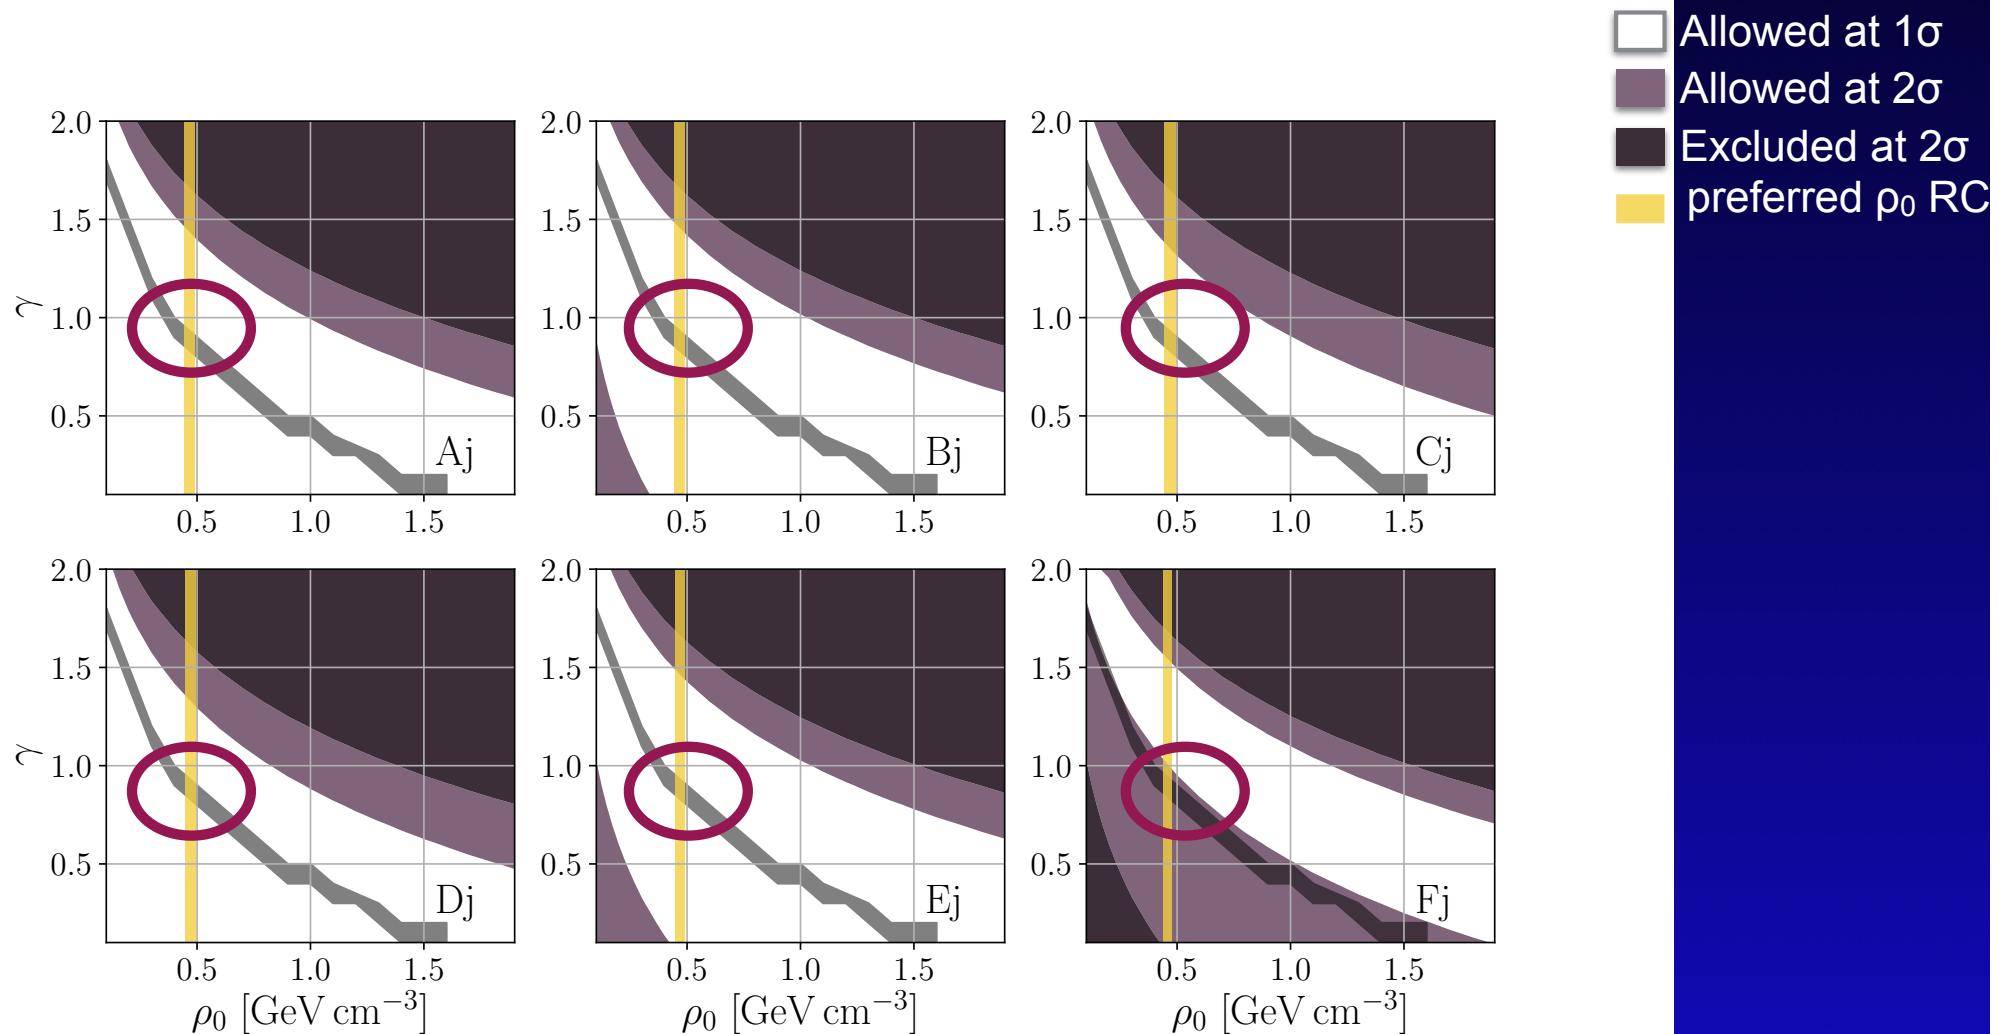 Allowed at 1σ
Allowed at 2σ
Excluded at 2σ
preferred ρ₀ RC
2.0
1.5
1.0
0.5
γ
Aj
0.5 1.0 1.5
2.0
1.5
1.0
0.5
Bj
0.5 1.0 1.5
2.0
1.5
1.0
0.5
Cj
0.5 1.0 1.5
2.0
1.5
1.0
0.5
γ
Dj
0.5 1.0 1.5
ρ₀ [GeV cm⁻³]
2.0
1.5
1.0
0.5
Ej
0.5 1.0 1.5
ρ₀ [GeV cm⁻³]
2.0
1.5
1.0
0.5
Fj
0.5 1.0 1.5
ρ₀ [GeV cm⁻³]